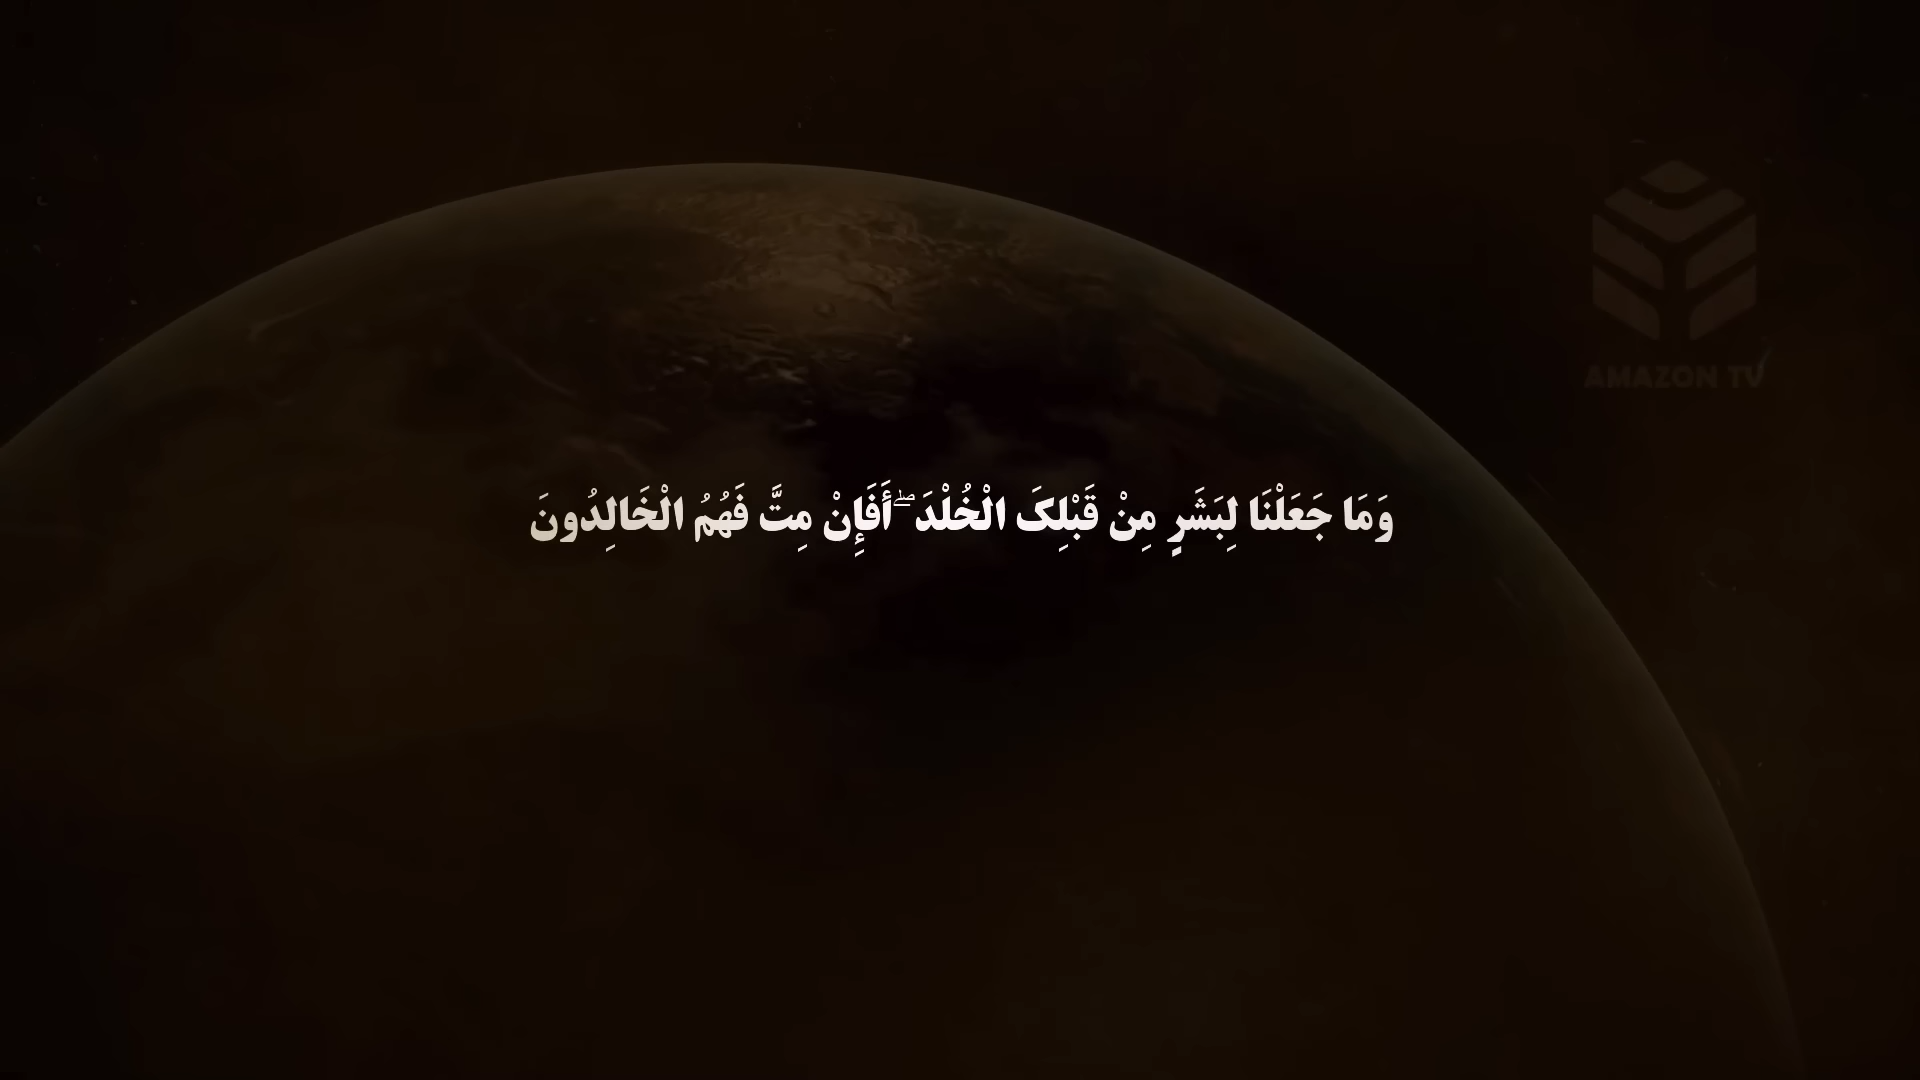 AMAZON TV
وَمَا جَعَلْنَا لِبَشَرٍ مِنْ قَبْلِکَ الْخُلْدَ ۖ أَفَإِنْ مِتَّ فَهُمُ الْخَالِدُونَ